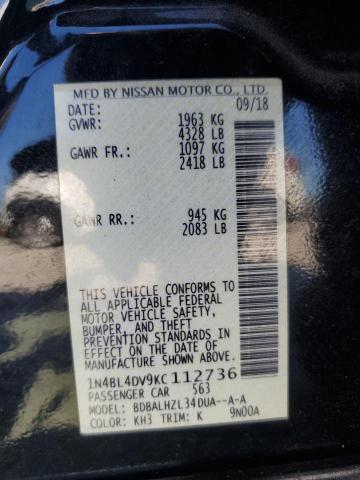 MFD BY NISSAN MOTOR CO., LTD.
DATE: 09/18
GVWR: 1963 KG
4328 LB
GAWR FR.: 1097 KG
2418 LB
GAWR RR.: 945 KG
2083 LB
THIS VEHICLE CONFORMS TO
ALL APPLICABLE FEDERAL
MOTOR VEHICLE SAFETY,
BUMPER, AND THEFT
PREVENTION STANDARDS IN
EFFECT ON THE DATE OF
MANUFACTURE SHOWN ABOVE.
1N4BL4DV9KC112736
PASSENGER CAR 563
MODEL: BDBALHZL34DUA--A-A
COLOR: KH3 TRIM: K 9N00A